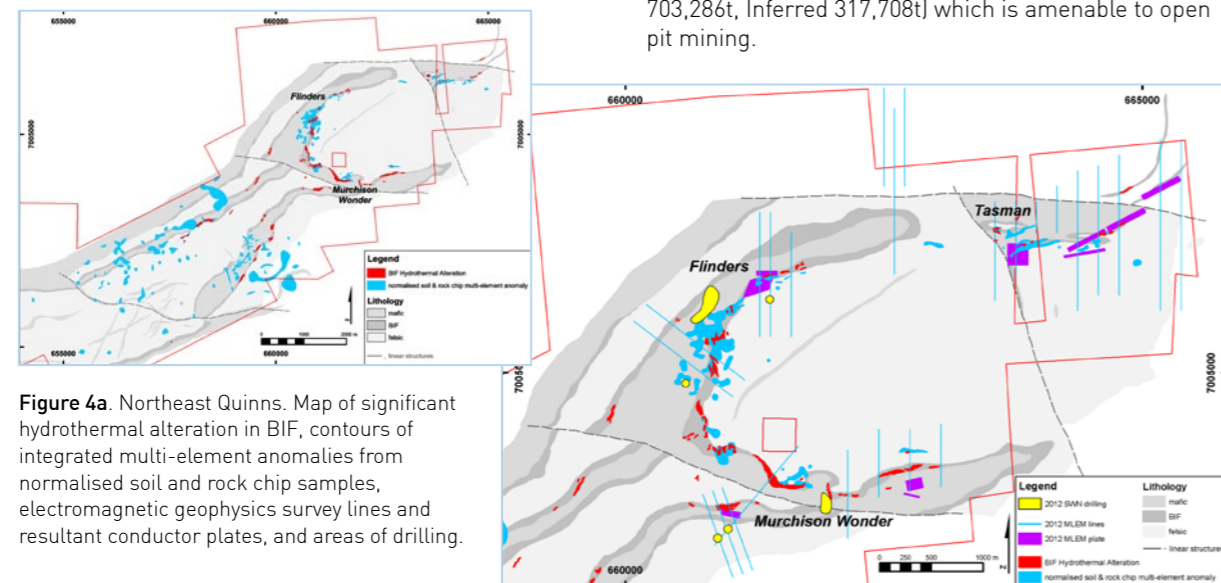 703,286t, Inferred 317,708t) which is amenable to open
pit mining.
655000
660000
665000
Flinders
7005000
7005000
Murchison
Wonder
Legend
BIF Hydrothermal Alteration
normalised soil & rock chip multi-element anomaly
Lithology
mafic
BIF
felsic
linear structures
0 1000 2000 m
N
655000
660000
Figure 4a. Northeast Quinns. Map of significant
hydrothermal alteration in BIF, contours of
integrated multi-element anomalies from
normalised soil and rock chip samples,
electromagnetic geophysics survey lines and
resultant conductor plates, and areas of drilling.
660000
665000
Tasman
Flinders
7005000
Murchison Wonder
Legend
2012 SWN drilling
2012 MLEM lines
2012 MLEM plate
BIF Hydrothermal Alteration
normalised soil & rock chip multi-element anomaly
Lithology
mafic
BIF
felsic
linear structures
0 250 500 1000 m
N
660000